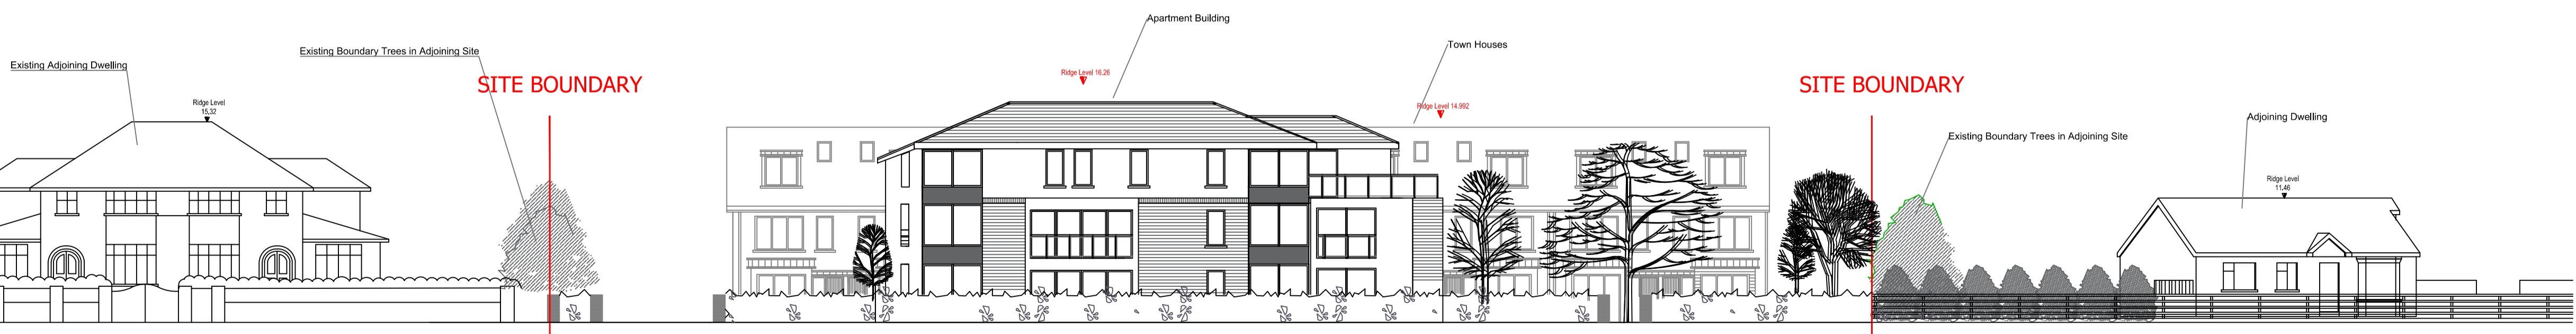 Apartment Building
Town Houses
Existing Boundary Trees in Adjoining Site
Existing Adjoining Dwelling
SITE BOUNDARY
Ridge Level 16,26
SITE BOUNDARY
Ridge Level
15,32
Ridge Level 14,992
Adjoining Dwelling
Existing Boundary Trees in Adjoining Site
Ridge Level
11,46